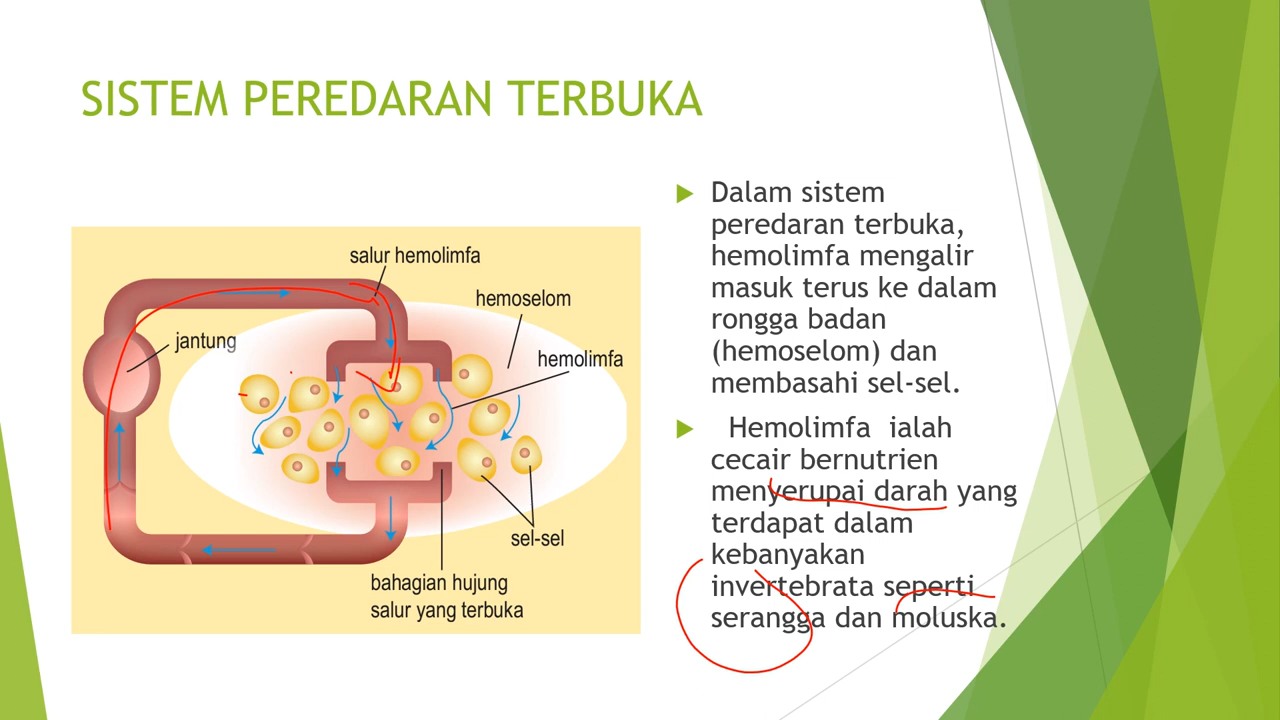 SISTEM PEREDARAN TERBUKA
salur hemolimfa
hemoselom
jantung
hemolimfa
sel-sel
bahagian hujung
salur yang terbuka
Dalam sistem
peredaran terbuka,
hemolimfa mengalir
masuk terus ke dalam
rongga badan
(hemoselom) dan
membasahi sel-sel.
Hemolimfa ialah
cecair bernutrien
menyerupai darah yang
terdapat dalam
kebanyakan
invertebrata seperti
serangga dan moluska.